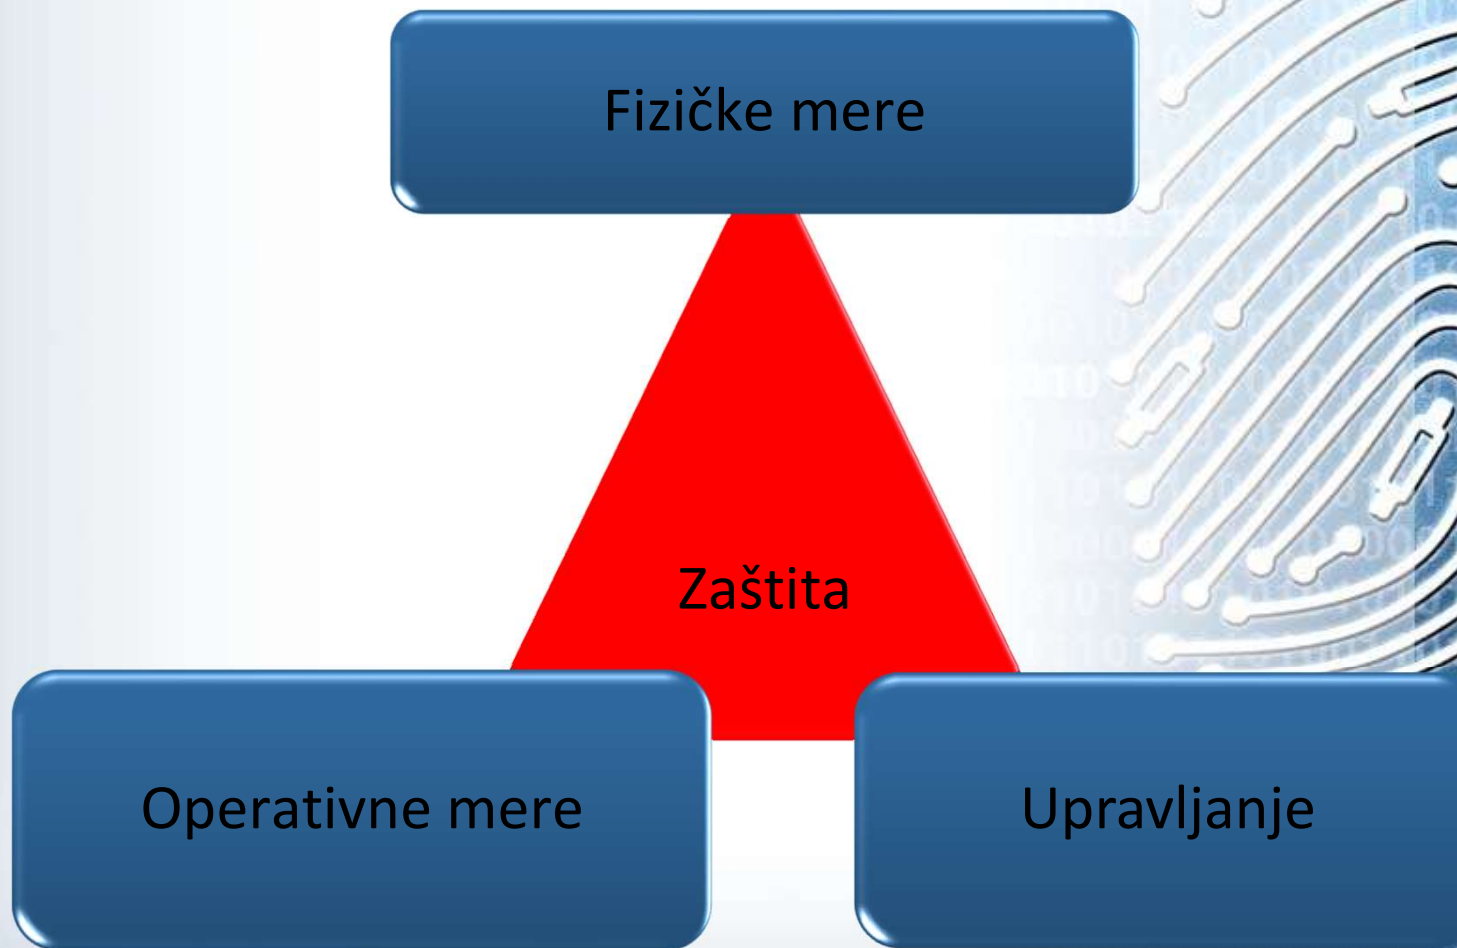 Fizičke mere
Zaštita
Operativne mere
Upravljanje